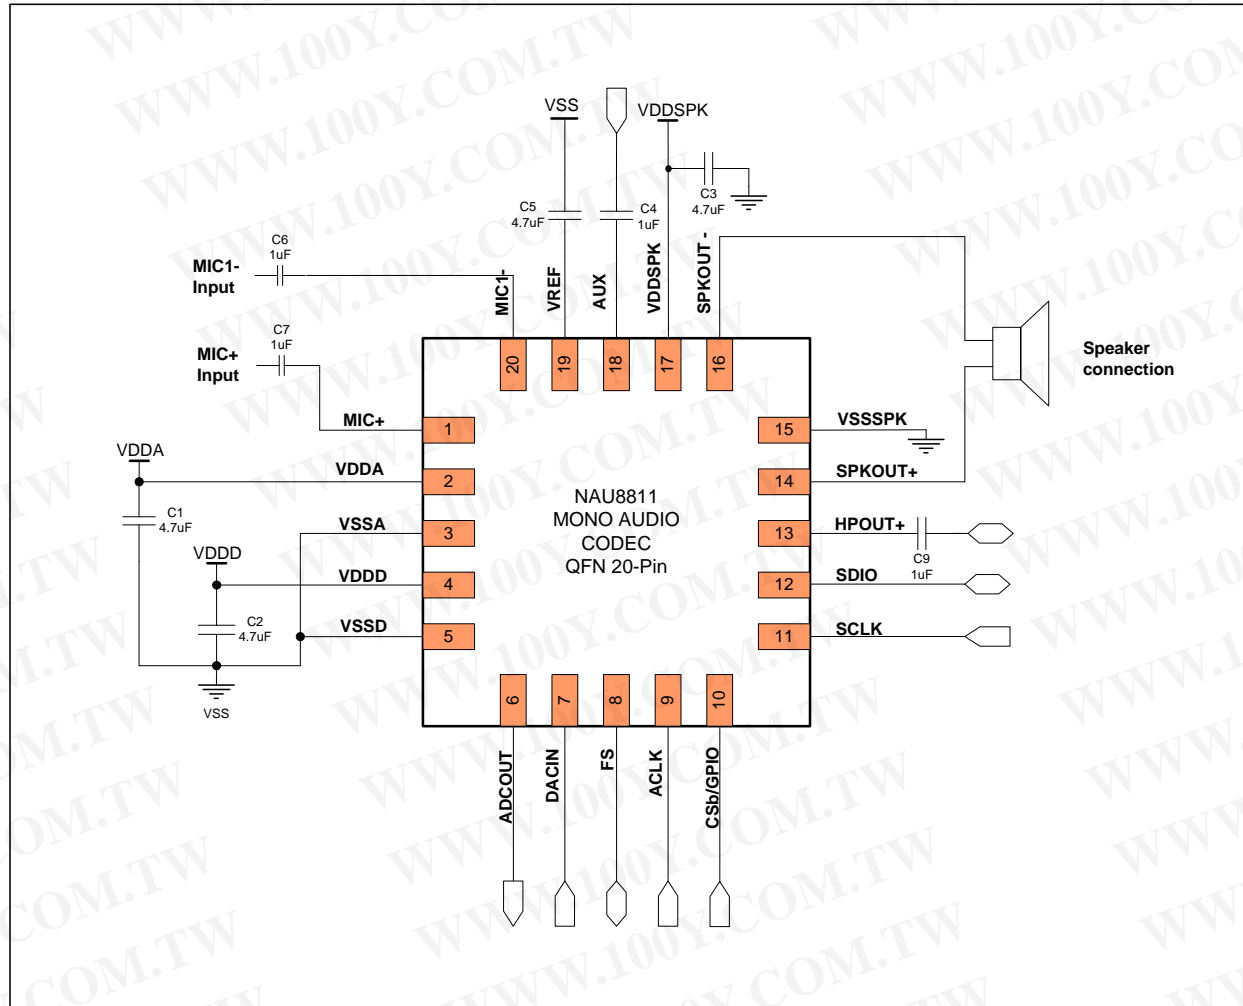 VSS
VDDSPK
C5
4.7uF
C4
1uF
C3
4.7uF
C6
1uF
MIC1-
Input
MIC1-
VREF
AUX
VDDSPK
SPKOUT -
C7
1uF
MIC+
Input
20
19
18
17
16
Speaker
connection
MIC+
1
15
VSSSPK
VDDA
VDDA
2
14
SPKOUT+
C1
4.7uF
NAU8811
MONO AUDIO
CODEC
QFN 20-Pin
VSSA
3
13
HPOUT+
C9
1uF
VDDD
VDDD
4
12
SDIO
C2
4.7uF
VSSD
5
11
SCLK
VSS
6
7
8
9
10
ADCOUT
DACIN
FS
ACLK
CSb/GPIO
WWW.100Y.COM.TW